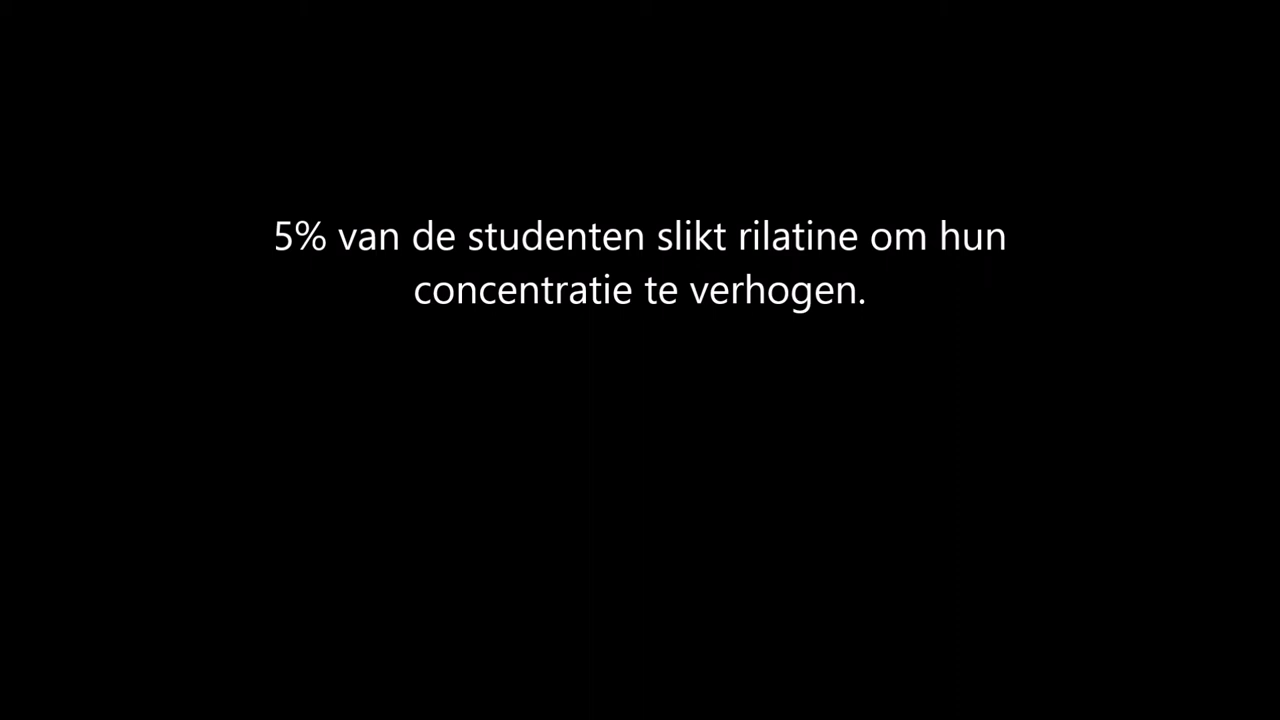 5% van de studenten slikt rilatine om hun
concentratie te verhogen.